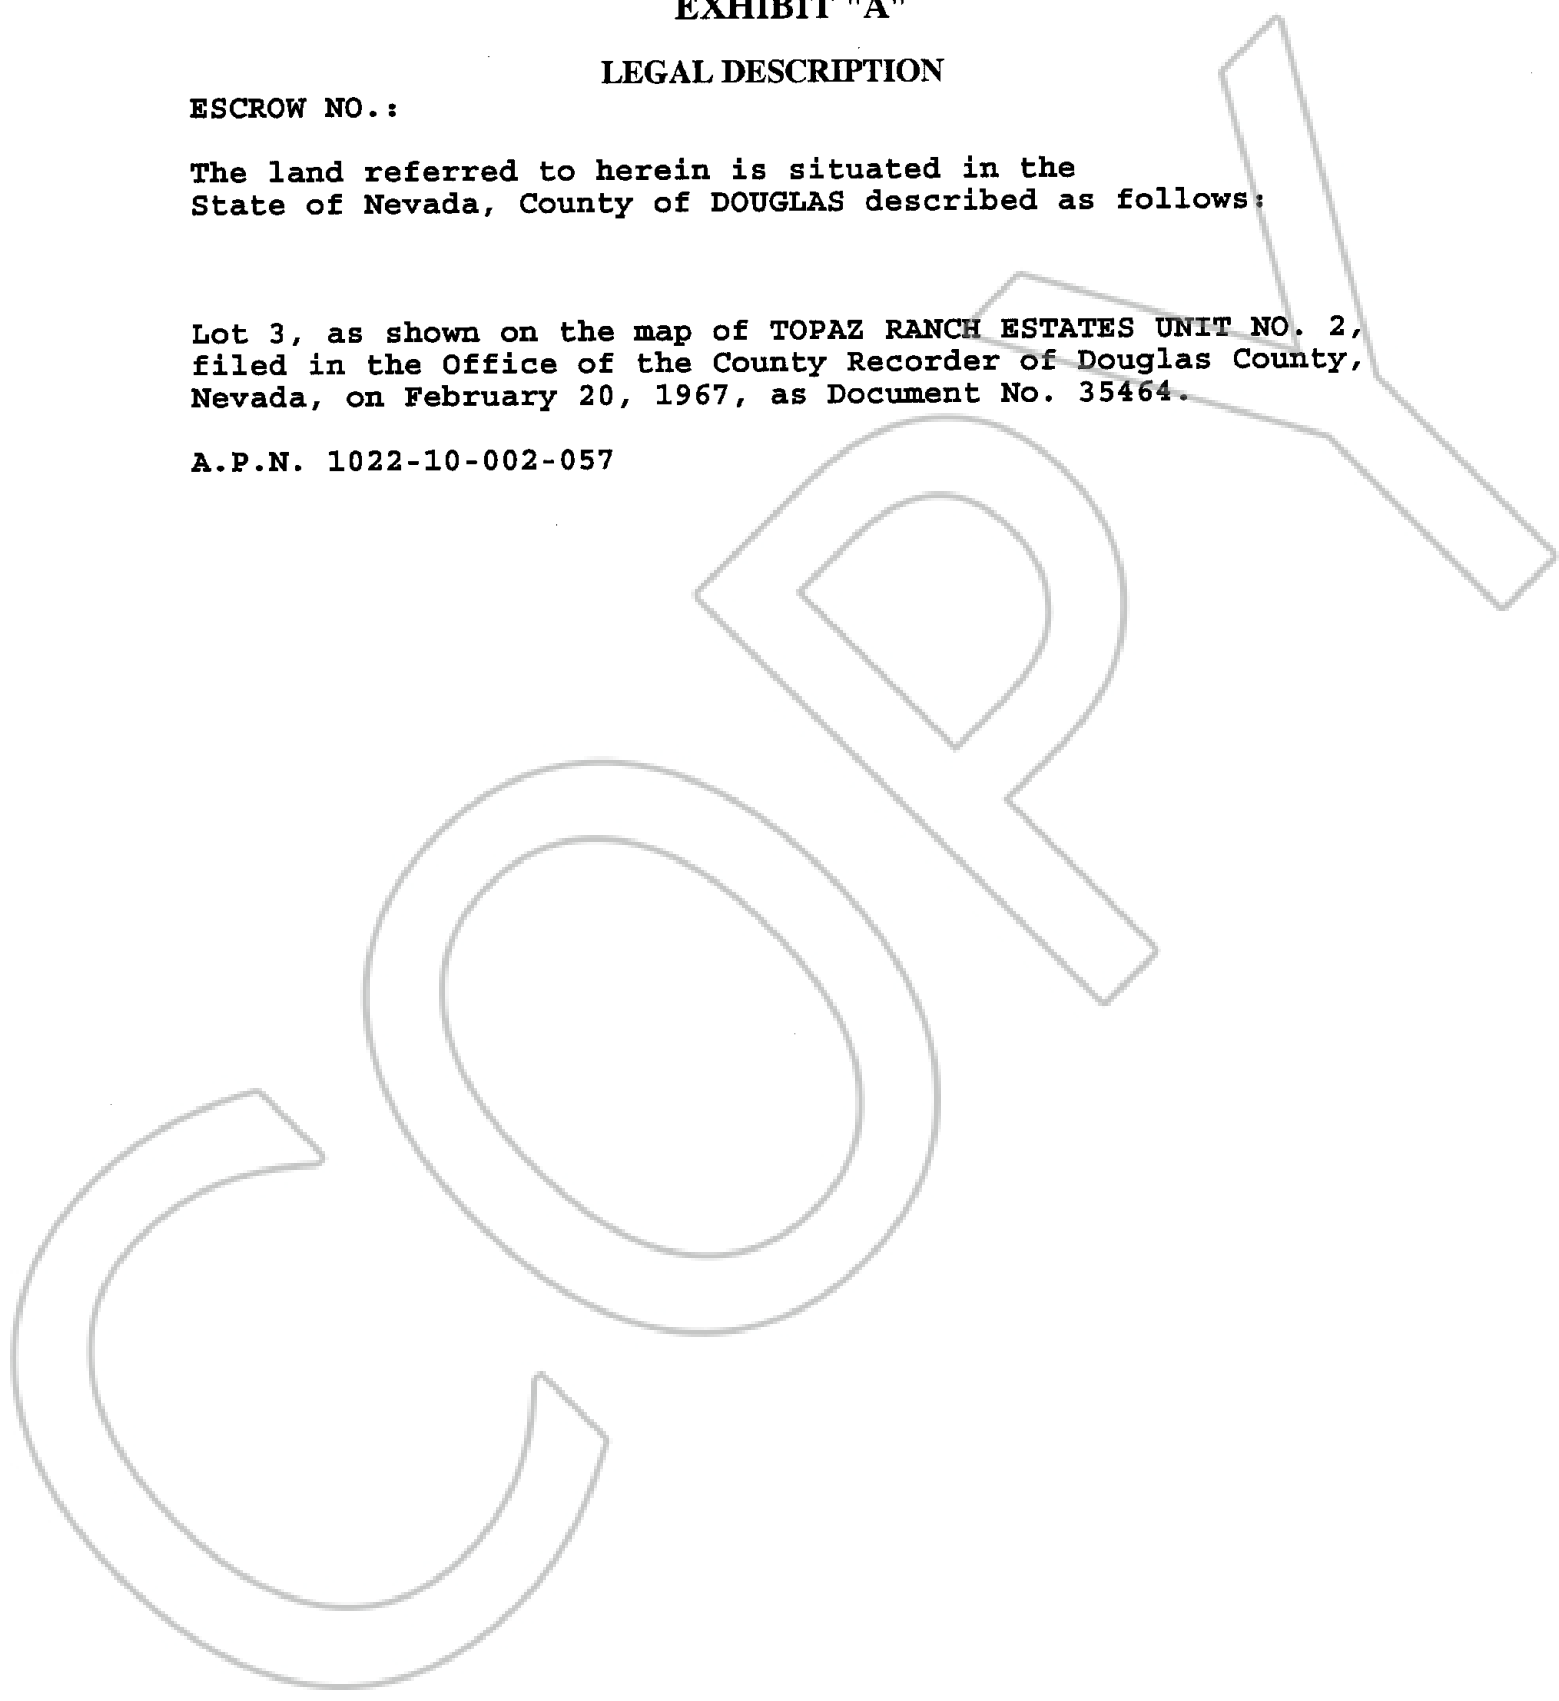 EXHIBIT "A"
LEGAL DESCRIPTION
ESCROW NO.:
The land referred to herein is situated in the
State of Nevada, County of DOUGLAS described as follows:
Lot 3, as shown on the map of TOPAZ RANCH ESTATES UNIT NO. 2,
filed in the Office of the County Recorder of Douglas County,
Nevada, on February 20, 1967, as Document No. 35464.
A.P.N. 1022-10-002-057
COPY